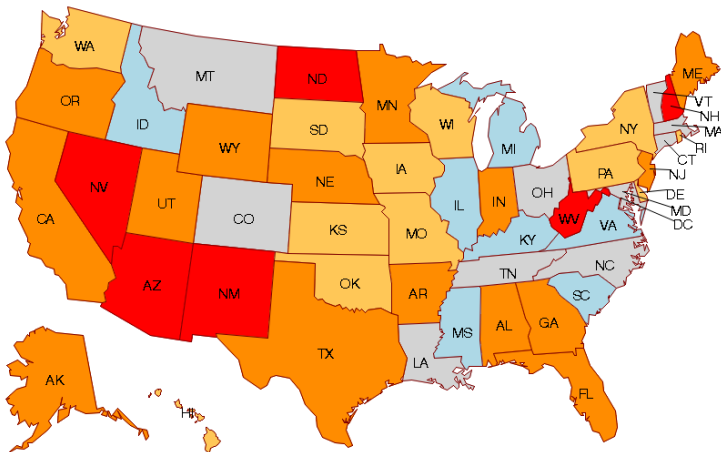 WA
MT
ND
ME
OR
MN
VT
NH
ID
SD
WI
NY
MA
WY
MI
RI
CT
IA
PA
NJ
NE
NV
OH
DE
UT
IL
IN
MD
CA
CO
WV
VA
DC
KS
MO
KY
NC
TN
AZ
NM
OK
AR
SC
MS
AL
GA
TX
LA
AK
FL
HI